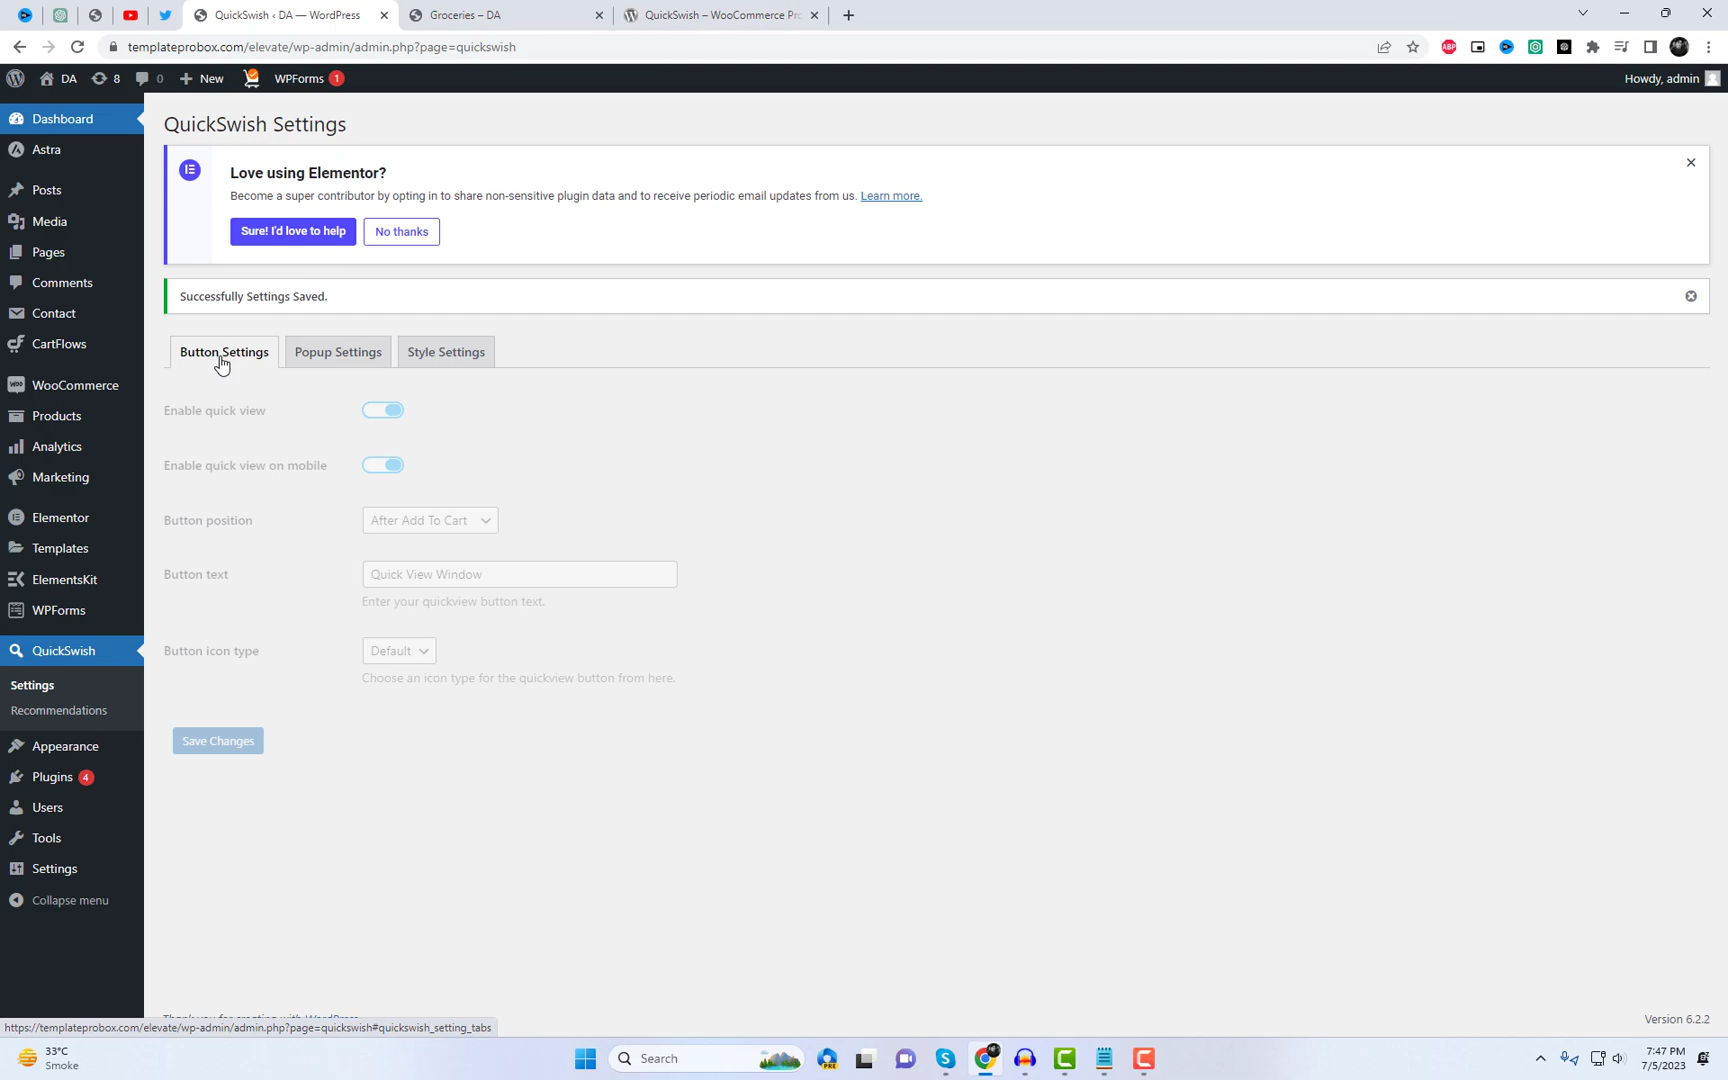 QuickSwish ‹ DA — WordPress
Groceries – DA
QuickSwish – WooCommerce Pr
templateprobox.com/elevate/wp-admin/admin.php?page=quickswish
DA
8
0
New
WPForms 1
Howdy, admin
Dashboard
Astra
Posts
Media
Pages
Comments
Contact
CartFlows
WooCommerce
Products
Analytics
Marketing
Elementor
Templates
ElementsKit
WPForms
QuickSwish
Settings
Recommendations
Appearance
Plugins 4
Users
Tools
Settings
Collapse menu
QuickSwish Settings
Love using Elementor?
Become a super contributor by opting in to share non-sensitive plugin data and to receive periodic email updates from us. Learn more.
Sure! I'd love to help
No thanks
Successfully Settings Saved.
Button Settings
Popup Settings
Style Settings
Enable quick view
Enable quick view on mobile
Button position
After Add To Cart
Button text
Quick View Window
Enter your quickview button text.
Button icon type
Default
Choose an icon type for the quickview button from here.
Save Changes
Version 6.2.2
https://templateprobox.com/elevate/wp-admin/admin.php?page=quickswish#quickswish_setting_tabs
33°C
Smoke
Search
7:47 PM
7/5/2023